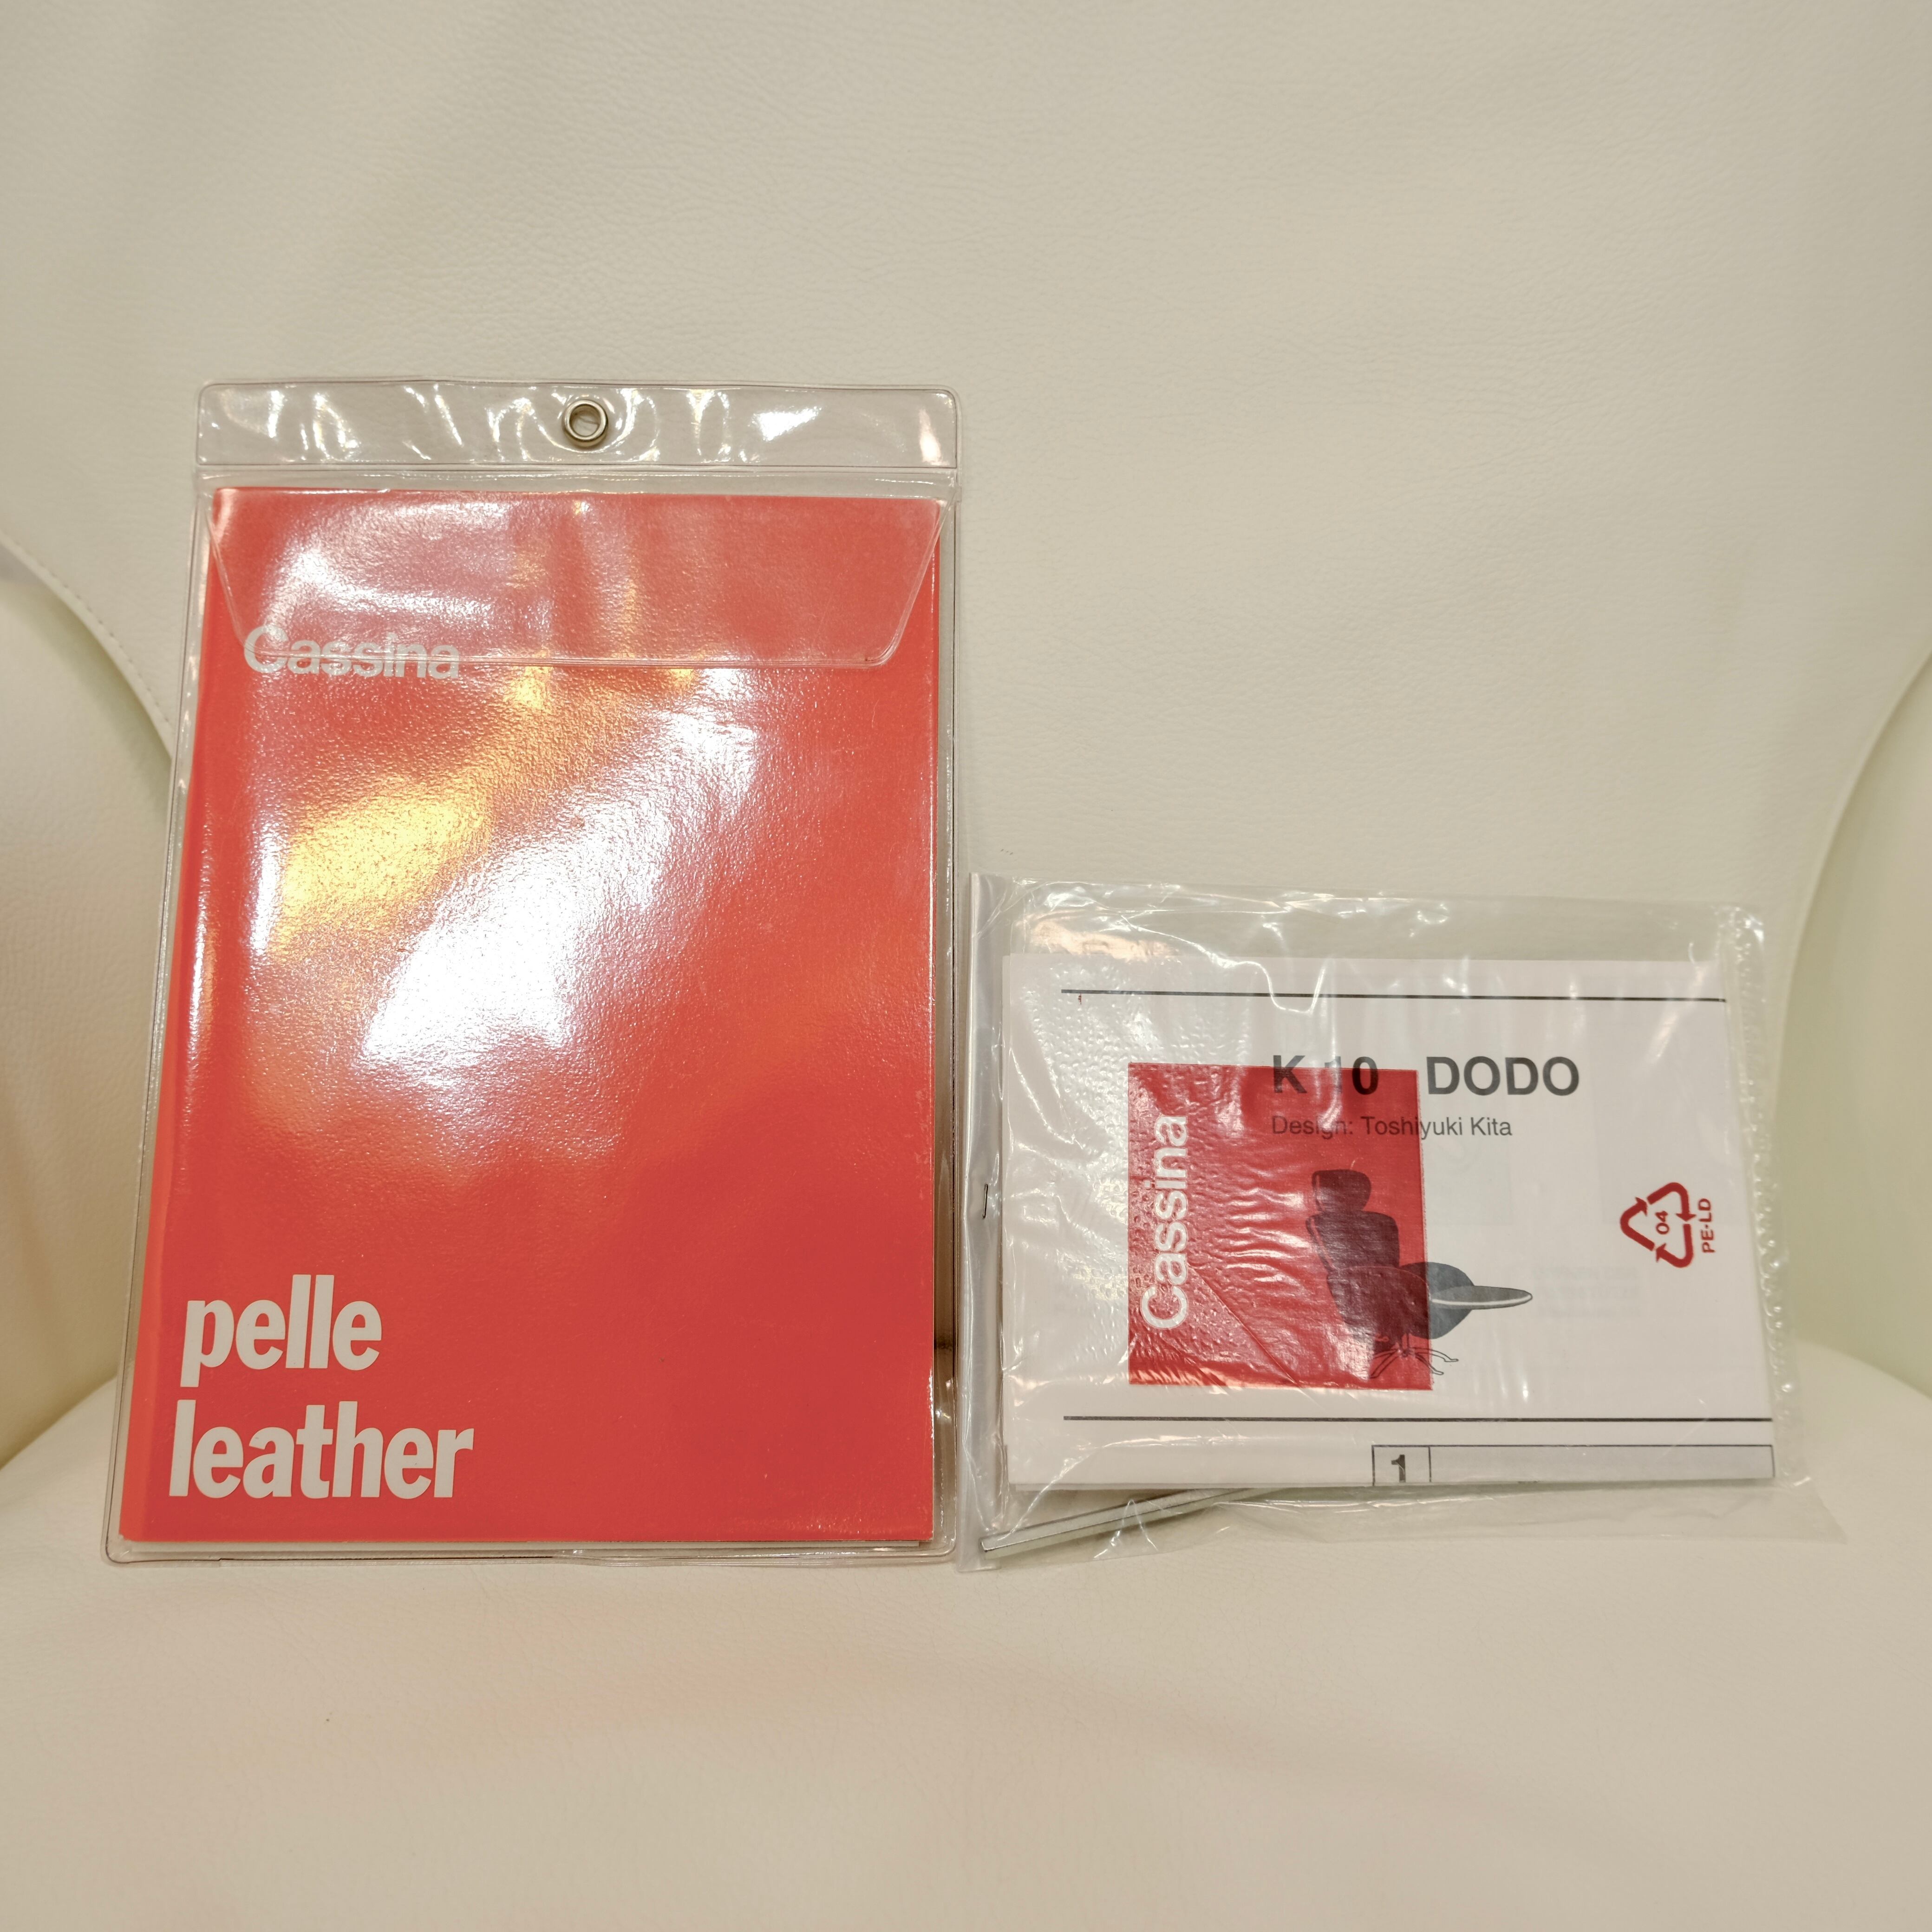 Cassina
pelle
leather
K 10 DODO
Design: Toshiyuki Kita
Cassina
04
PE-LD
1